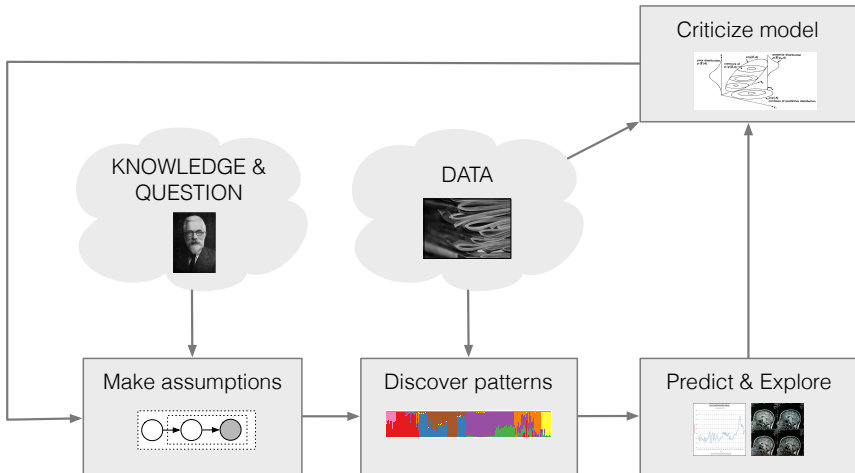 Criticize model
KNOWLEDGE &
QUESTION
DATA
Make assumptions
Discover patterns
Predict & Explore